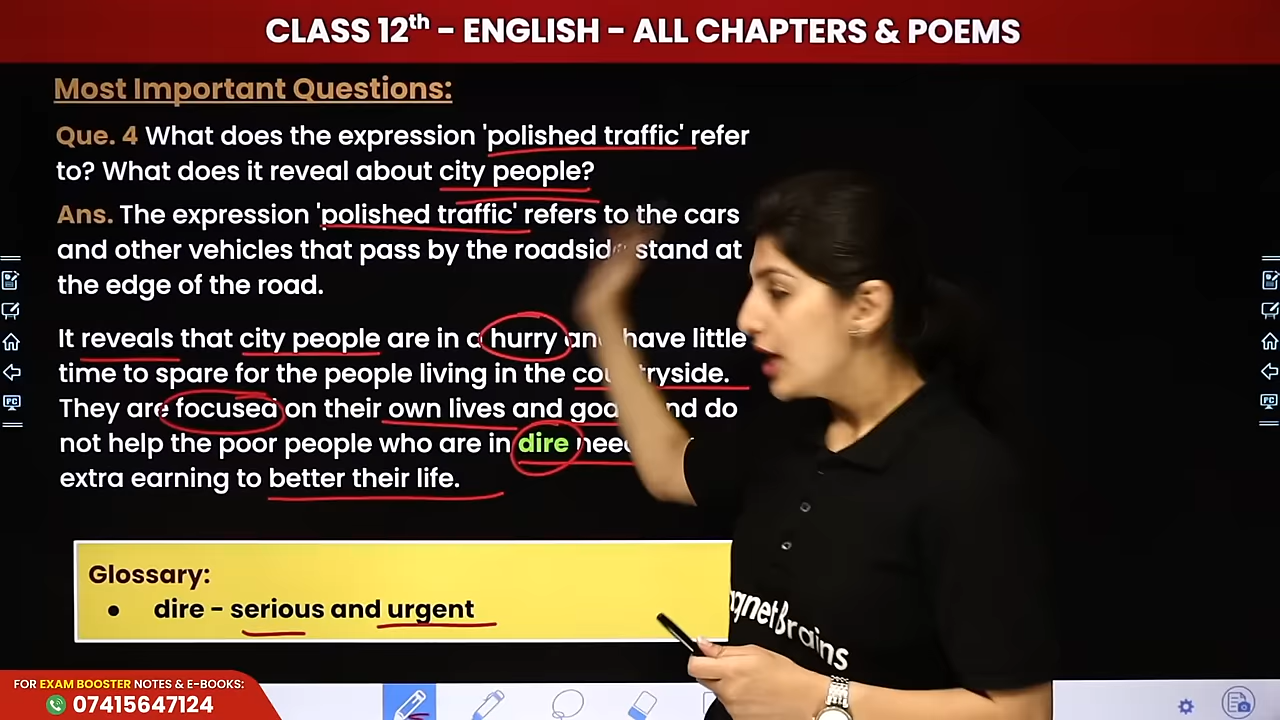 CLASS 12th - ENGLISH - ALL CHAPTERS & POEMS
Most Important Questions:
Que. 4 What does the expression 'polished traffic' refer
to? What does it reveal about city people?
Ans. The expression 'polished traffic' refers to the cars
and other vehicles that pass by the roadside stand at
the edge of the road.
It reveals that city people are in a hurry and have little
time to spare for the people living in the countryside.
They are focused on their own lives and do
not help the poor people who are in dire
extra earning to better their life.
Glossary:
● dire - serious and urgent
gnetBrains
FOR EXAM BOOSTER NOTES & E-BOOKS:
07415647124